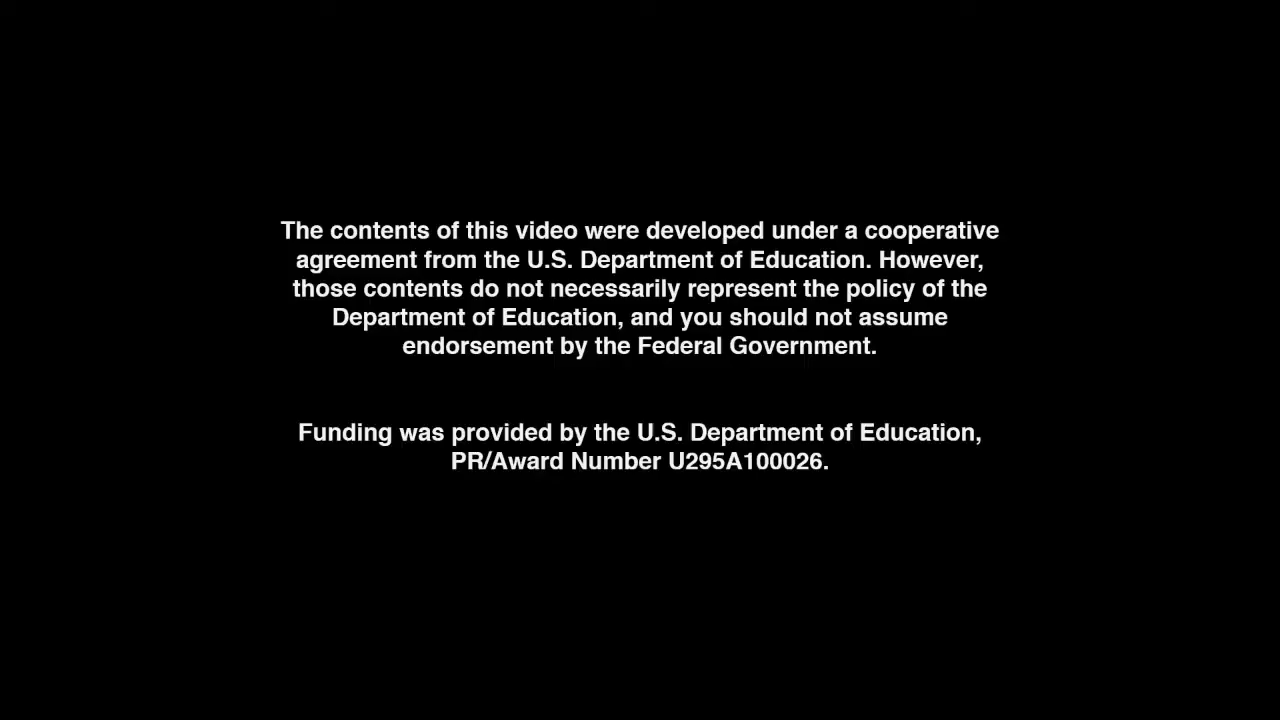 The contents of this video were developed under a cooperative
agreement from the U.S. Department of Education. However,
those contents do not necessarily represent the policy of the
Department of Education, and you should not assume
endorsement by the Federal Government.
Funding was provided by the U.S. Department of Education,
PR/Award Number U295A100026.